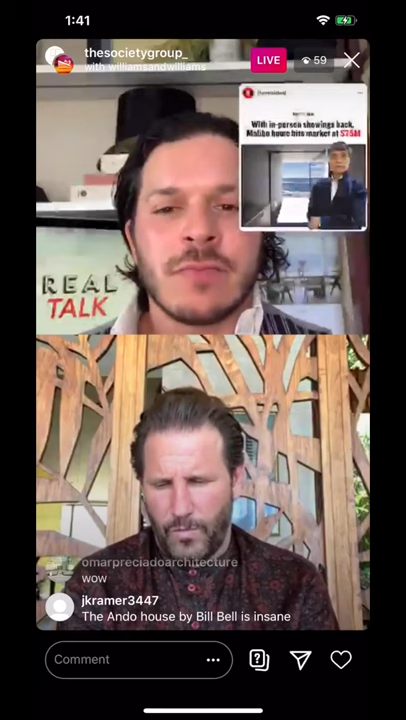 1:41
thesocietygroup_
with williamsandwilliams
LIVE
59
With in-person showings back,
Malibu house hits market at $75M
REAL
TALK
omarpreciadoarchitecture
wow
jkramer3447
The Ando house by Bill Bell is insane
Comment